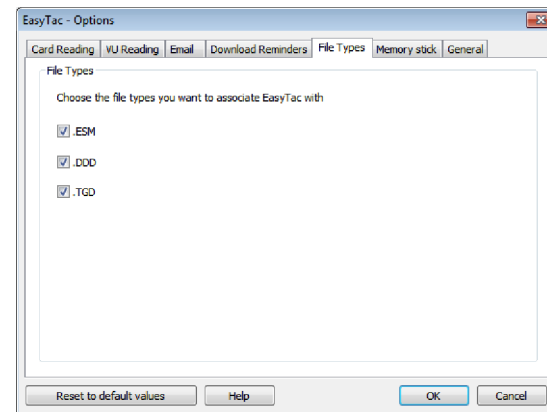 EasyTac - Options
Card Reading VU Reading Email Download Reminders File Types Memory stick General
File Types
Choose the file types you want to associate EasyTac with
.ESM
.DDD
.TGD
Reset to default values Help OK Cancel